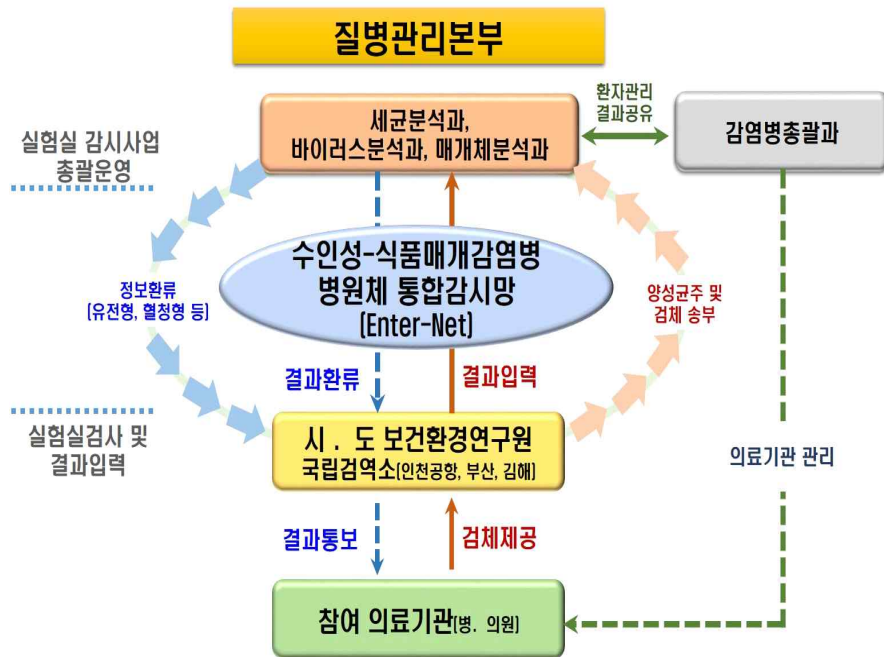 질병관리본부
환자관리
결과공유
세균분석과,
바이러스분석과, 매개체분석과
감염병총괄과
실험실 감시사업
총괄운영
수인성-식품매개감염병
병원체 통합감시망
(Enter-Net)
정보환류
(유전형, 혈청형 등)
양성균주 및
검체 송부
결과환류
결과입력
실험실검사 및
결과입력
시 . 도 보건환경연구원
국립검역소(인천공항, 부산, 김해)
의료기관 관리
결과통보
검체제공
참여 의료기관(병. 의원)